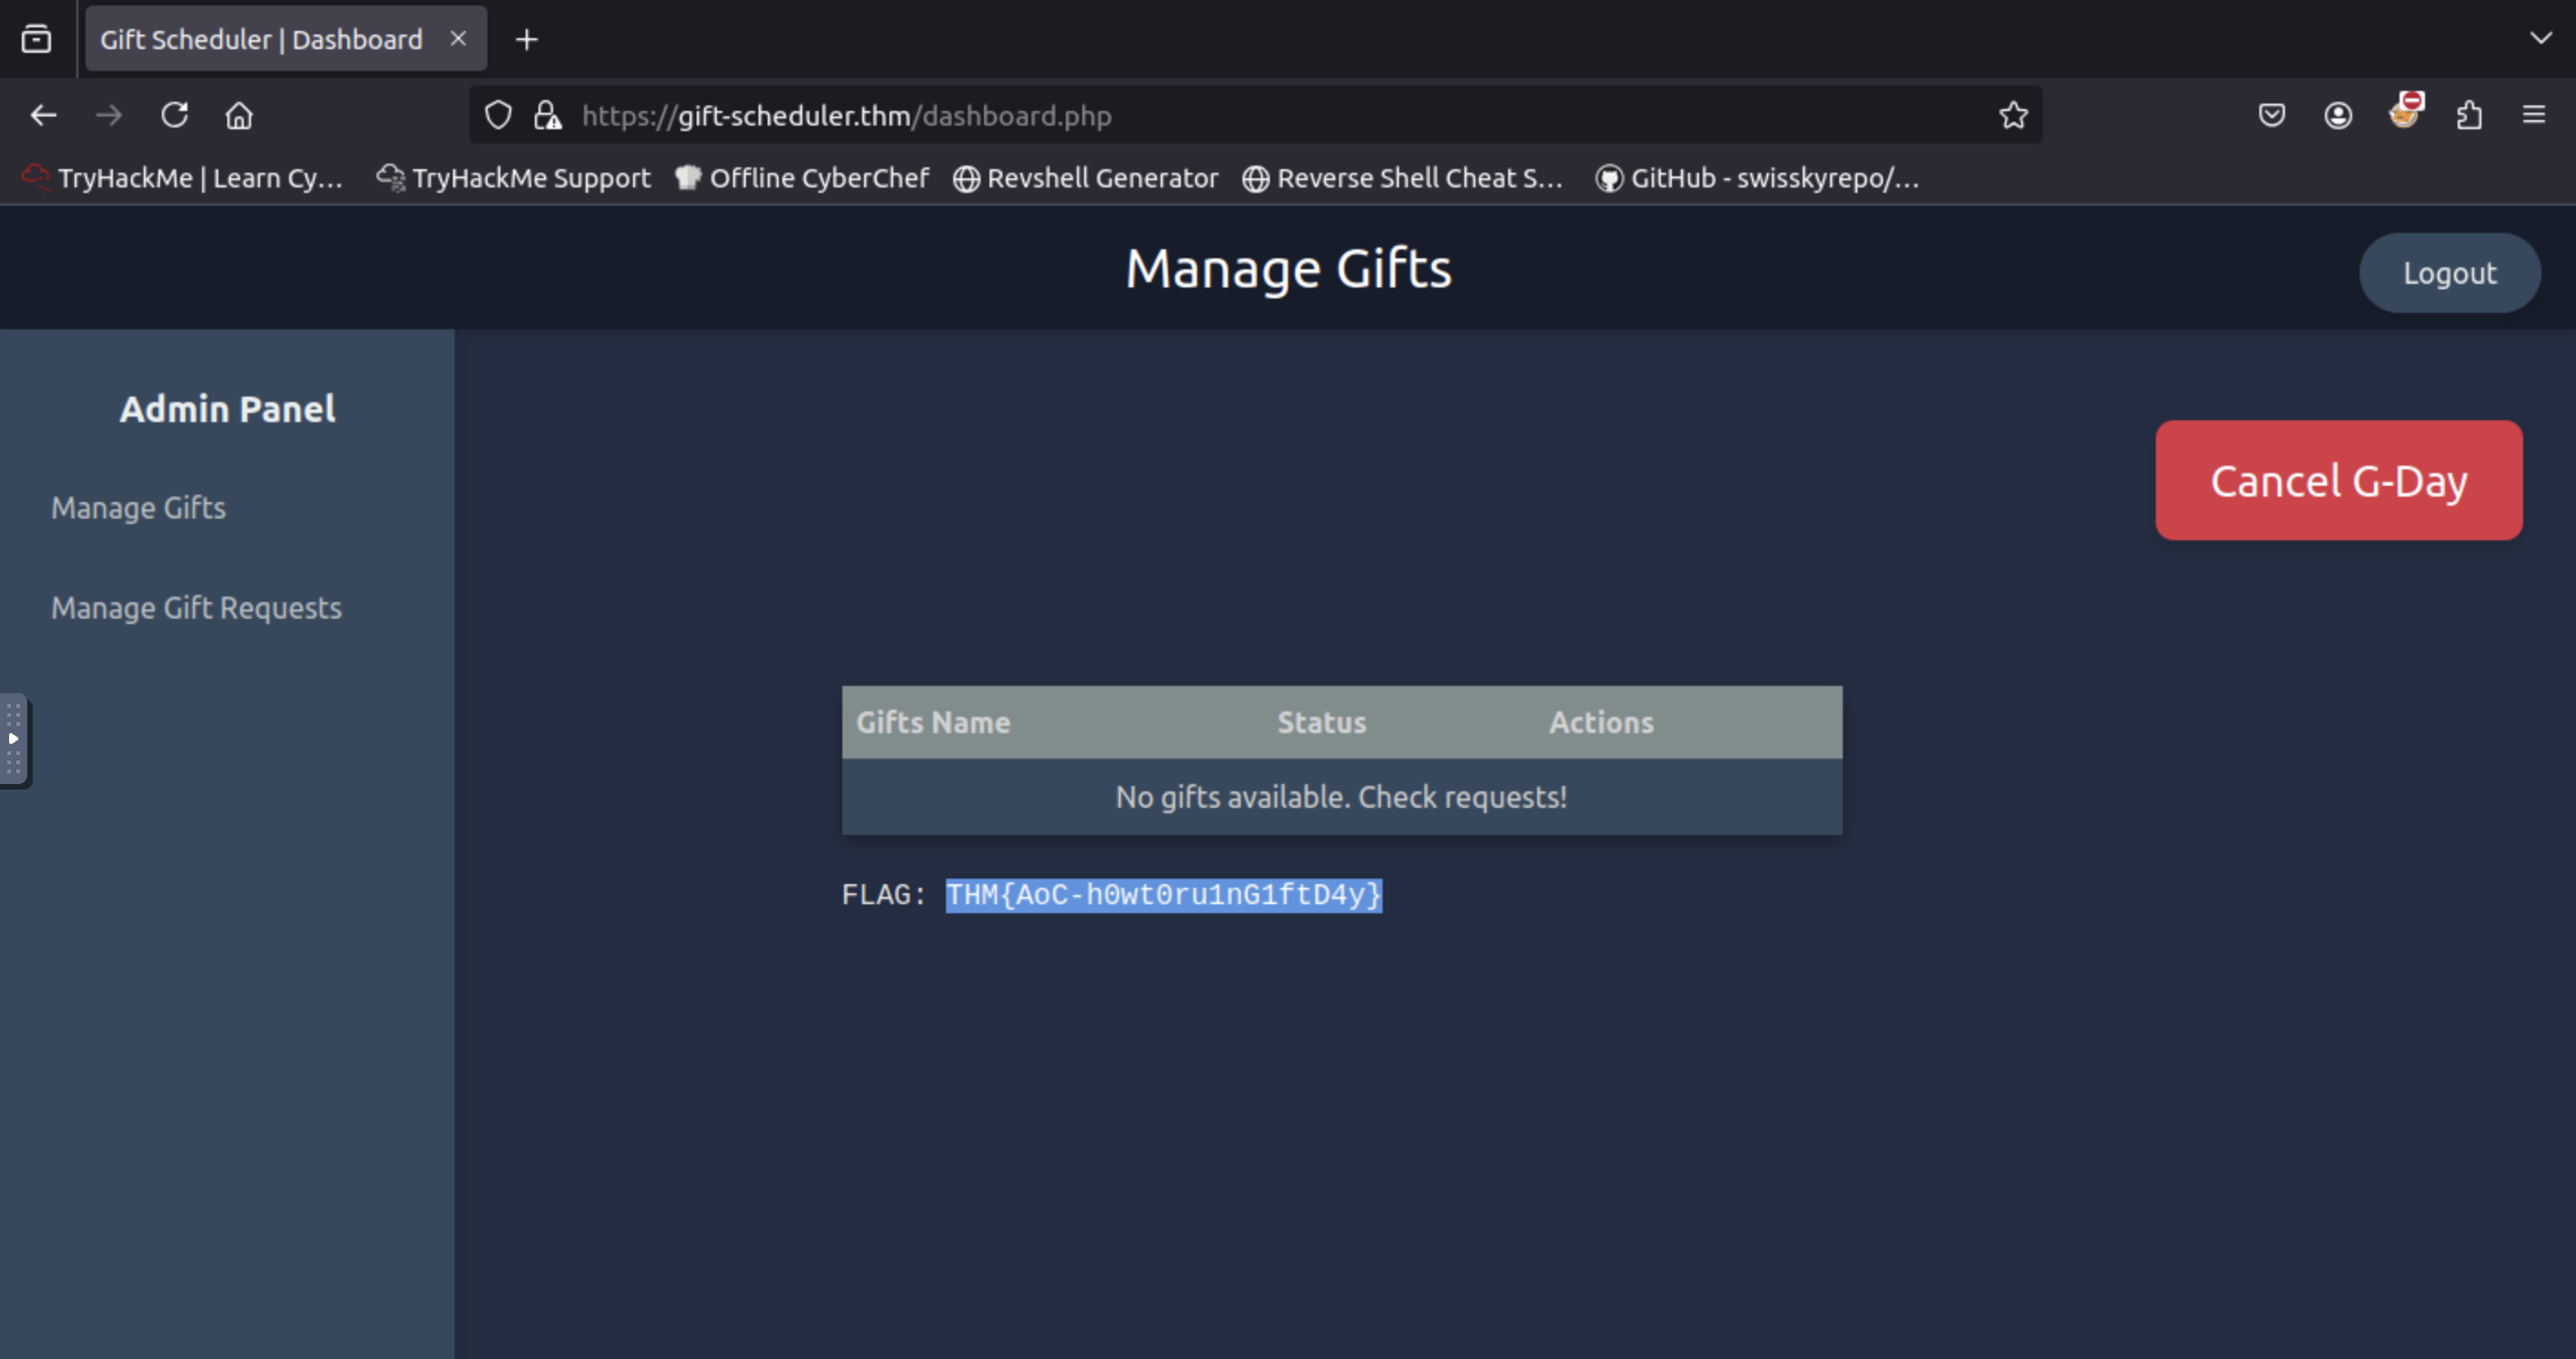 Gift Scheduler | Dashboard
https://gift-scheduler.thm/dashboard.php
TryHackMe | Learn Cy… TryHackMe Support Offline CyberChef Revshell Generator Reverse Shell Cheat S… GitHub - swisskyrepo/…
Manage Gifts
Logout
Admin Panel
Manage Gifts
Manage Gift Requests
Cancel G-Day
Gifts Name Status Actions
No gifts available. Check requests!
FLAG: THM{AoC-h0wt0ru1nG1ftD4y}